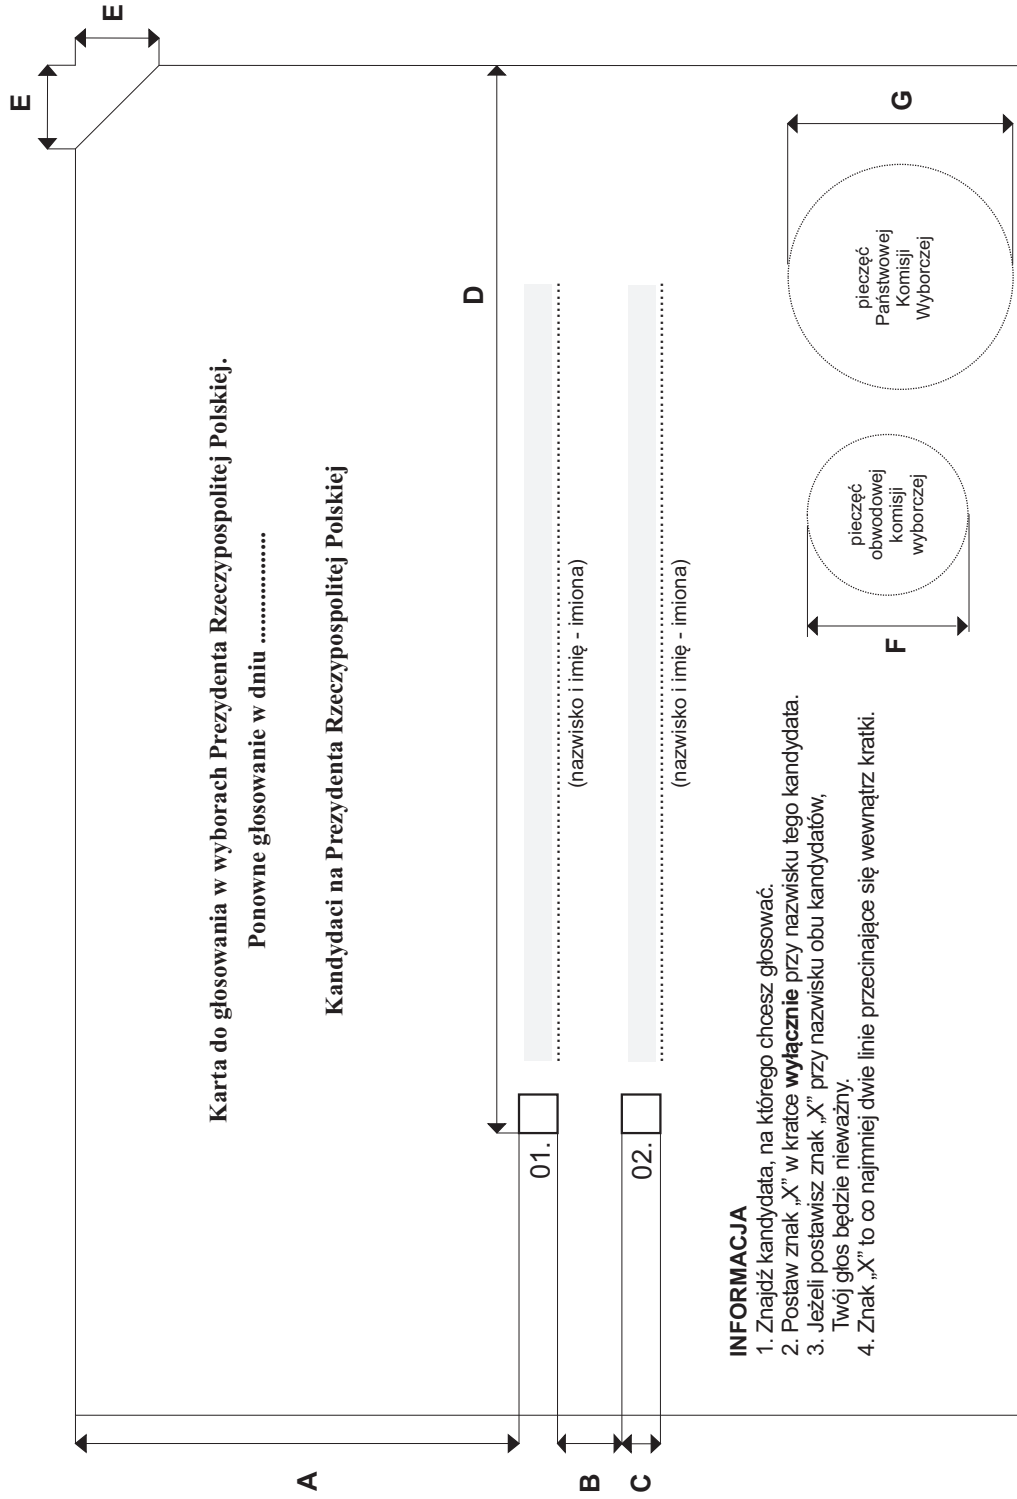 E
E
Karta do głosowania w wyborach Prezydenta Rzeczypospolitej Polskiej.
Ponowne głosowanie w dniu ..................
Kandydaci na Prezydenta Rzeczypospolitej Polskiej
A
D
01.
(nazwisko i imię - imiona)
B
02.
(nazwisko i imię - imiona)
C
INFORMACJA
1. Znajdź kandydata, na którego chcesz głosować.
2. Postaw znak „X” w kratce wyłącznie przy nazwisku tego kandydata.
3. Jeżeli postawisz znak „X” przy nazwisku obu kandydatów,
Twój głos będzie nieważny.
4. Znak „X” to co najmniej dwie linie przecinające się wewnątrz kratki.
F
pieczęć
obwodowej
komisji
wyborczej
pieczęć
Państwowej
Komisji
Wyborczej
G